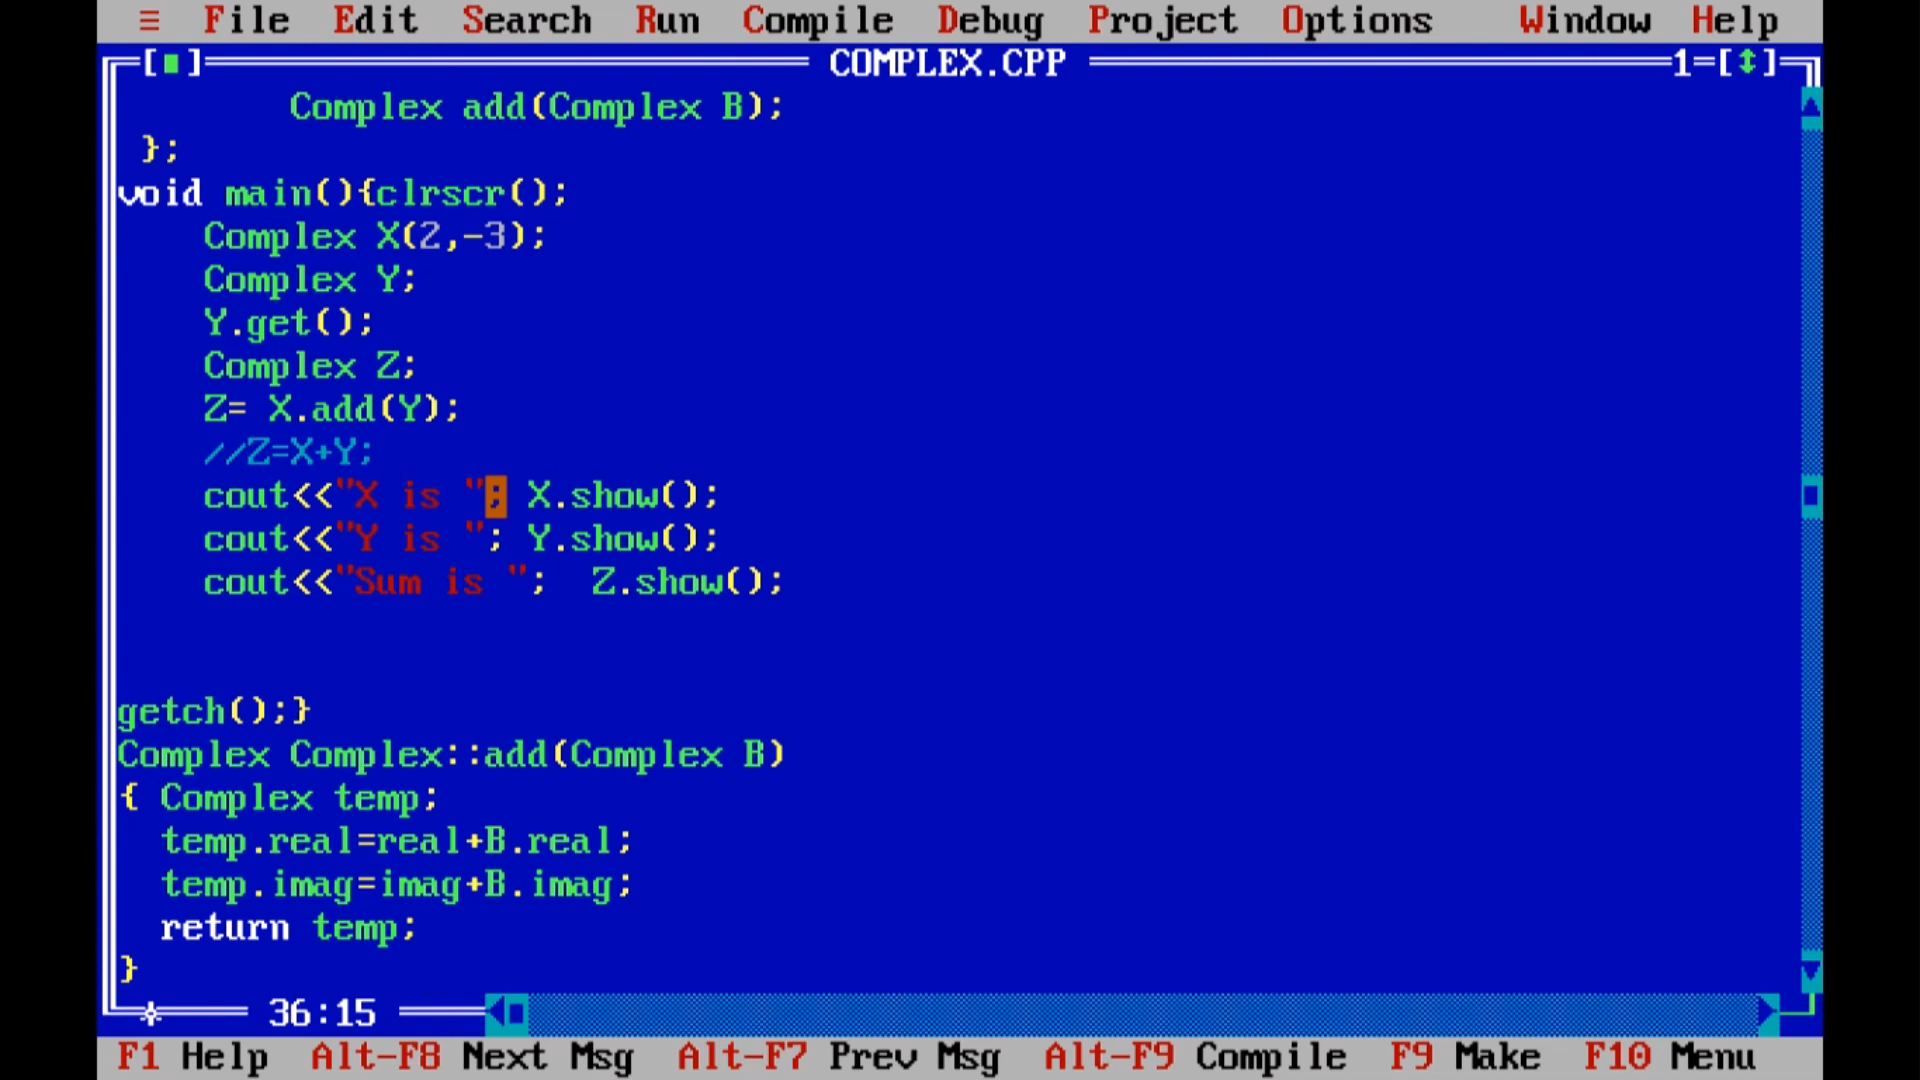 ≡ File Edit Search Run Compile Debug Project Options Window Help
[■] COMPLEX.CPP 1=[↕]
Complex add(Complex B);
};
void main(){clrscr();
Complex X(2,-3);
Complex Y;
Y.get();
Complex Z;
Z= X.add(Y);
//Z=X+Y;
cout<<"X is "; X.show();
cout<<"Y is "; Y.show();
cout<<"Sum is ";  Z.show();
getch();}
Complex Complex::add(Complex B)
{ Complex temp;
temp.real=real+B.real;
temp.imag=imag+B.imag;
return temp;
}
36:15
F1 Help Alt-F8 Next Msg Alt-F7 Prev Msg Alt-F9 Compile F9 Make F10 Menu